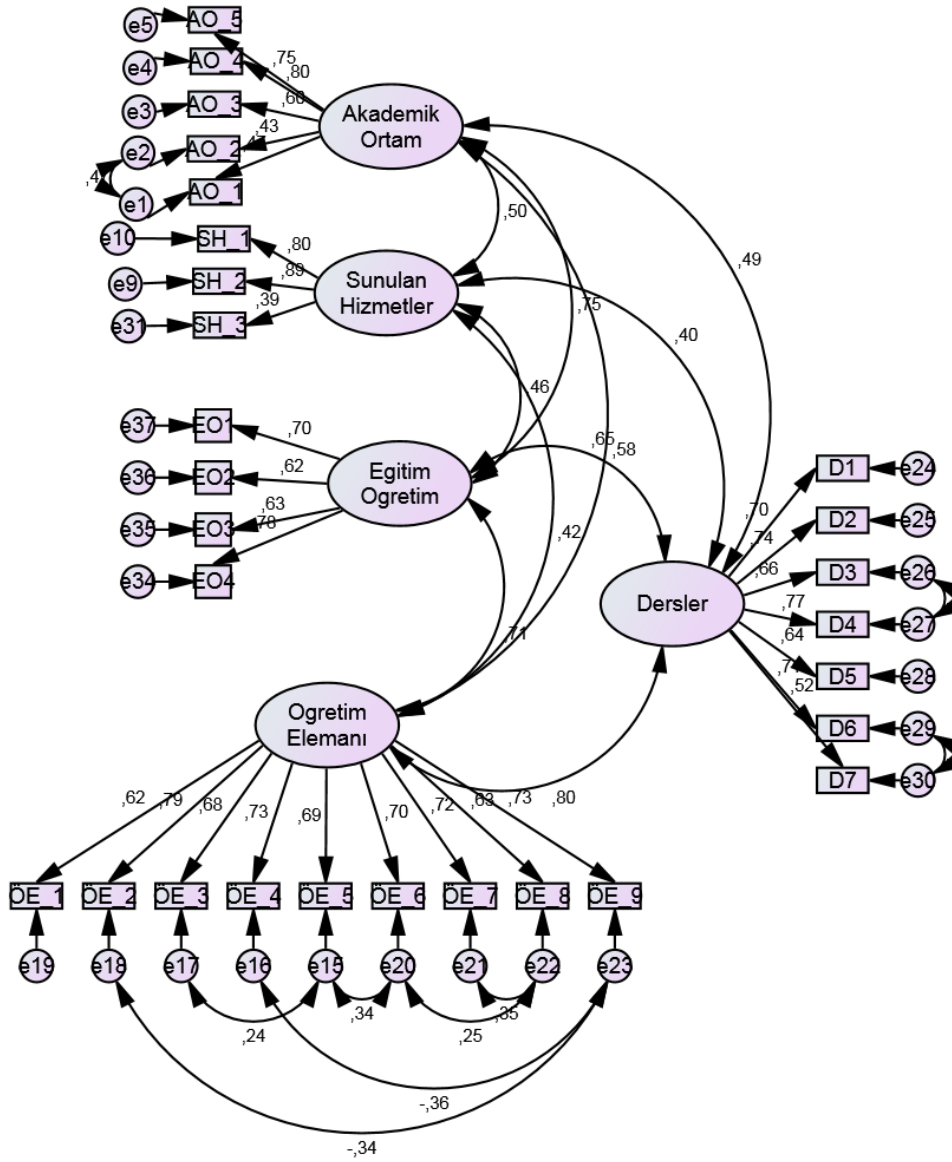 e5
AO_5
e4
AO_4
e3
AO_3
e2
AO_2
e1
AO_1
,75
,80
,60
,43
Akademik
Ortam
e10
SH_1
e9
SH_2
e31
SH_3
,80
,89
,39
Sunulan
Hizmetler
,50
,49
,75
,40
e37
EO1
e36
EO2
e35
EO3
e34
EO4
,70
,62
,63
,78
Egitim
Ogretim
,46
,65
,58
,42
,71
Dersler
,70
,74
,66
,77
,64
,52
D1
e24
D2
e25
D3
e26
D4
e27
D5
e28
D6
e29
D7
e30
Ogretim
Elemanı
,62
,79
,68
,73
,69
,70
,72
,63
,73
,80
ÖE_1
ÖE_2
ÖE_3
ÖE_4
ÖE_5
ÖE_6
ÖE_7
ÖE_8
ÖE_9
e19
e18
e17
e16
e15
e20
e21
e22
e23
,24
,34
,25
,35
-,36
-,34